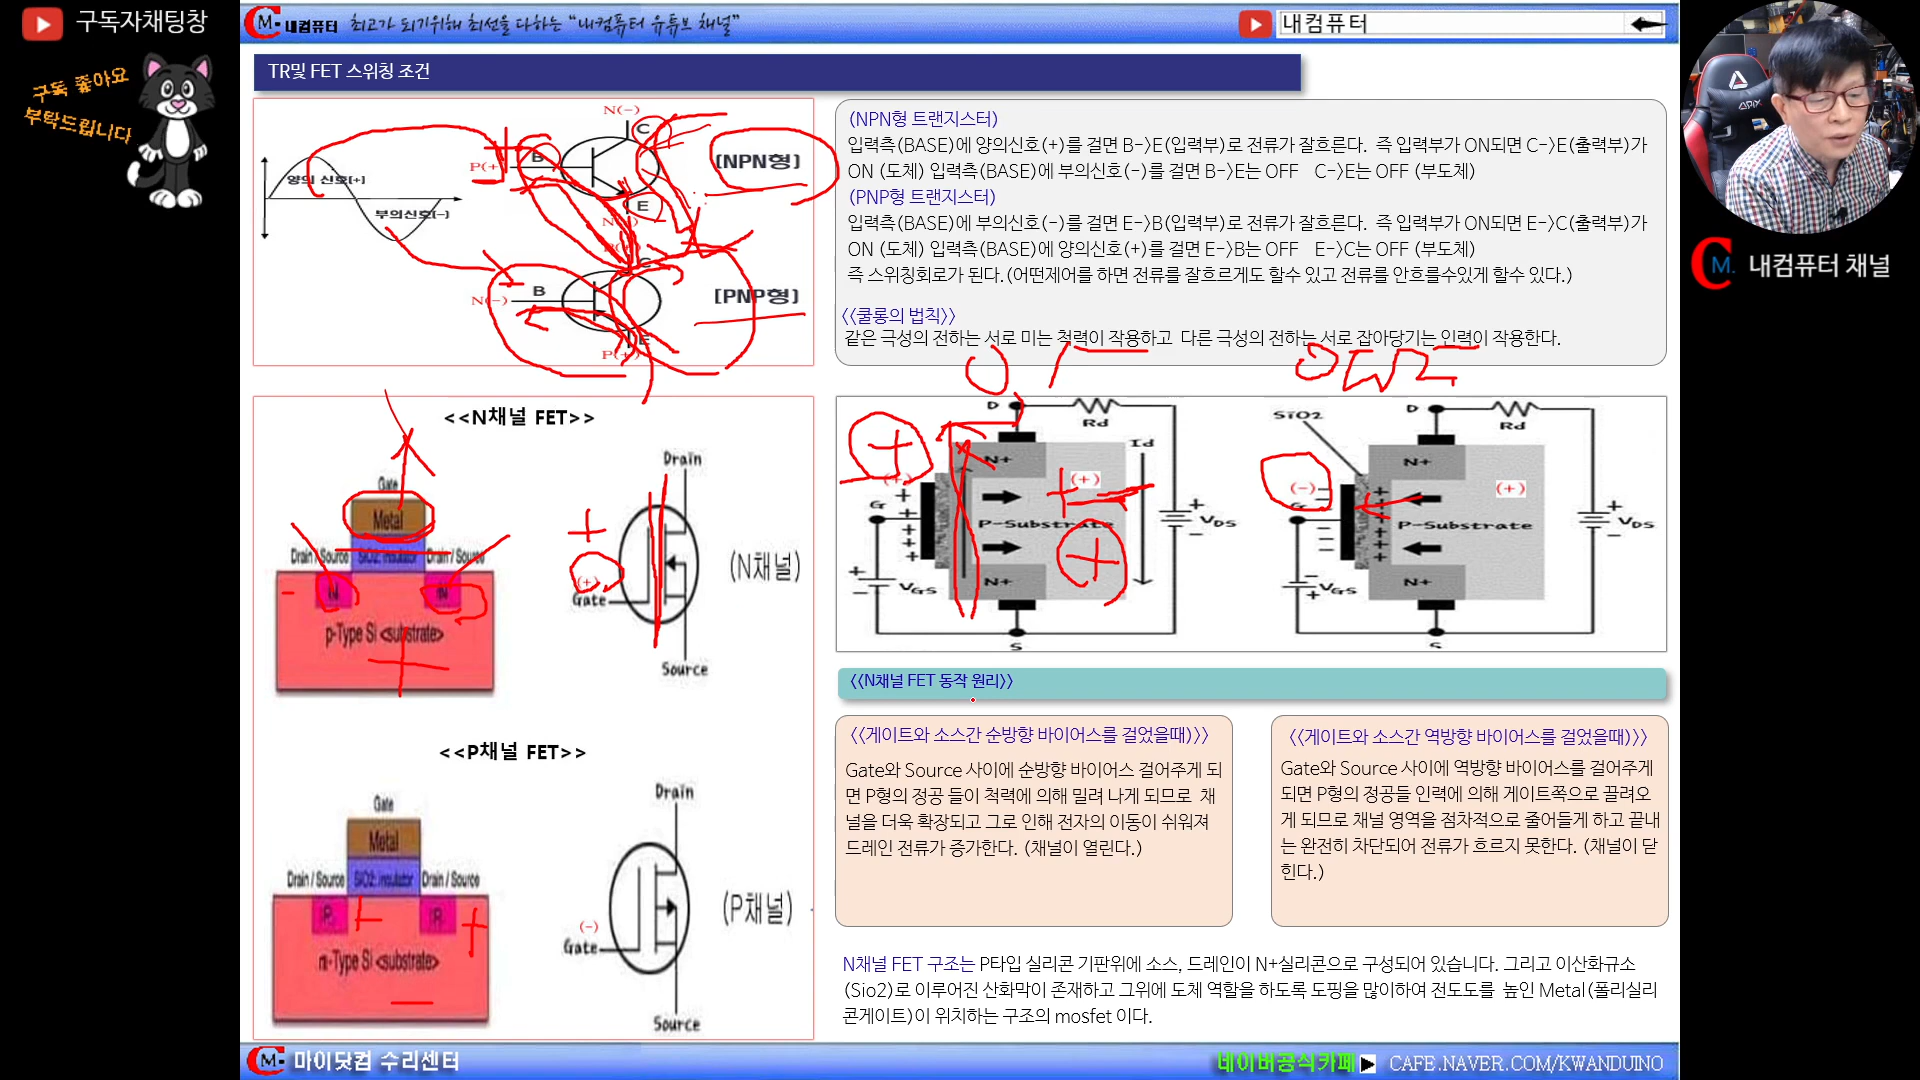 구독자채팅창
구독 좋아요
부탁드립니다
CM. 내컴퓨터 최고가 되기위해 최선을 다하는 "내컴퓨터 유튜브 채널"
내컴퓨터
TR및 FET 스위칭 조건
양의 신호[+]
부의신호[-]
N(-)
C
P(+
B
[NPN형]
E
C
N(-)
B
[PNP형]
E
P(+)
(NPN형 트랜지스터)
입력측(BASE)에 양의신호(+)를 걸면 B->E(입력부)로 전류가 잘흐른다. 즉 입력부가 ON되면 C->E(출력부)가
ON (도체) 입력측(BASE)에 부의신호(-)를 걸면 B->E는 OFF C->E는 OFF (부도체)
(PNP형 트랜지스터)
입력측(BASE)에 부의신호(-)를 걸면 E->B(입력부)로 전류가 잘흐른다. 즉 입력부가 ON되면 E->C(출력부)가
ON (도체) 입력측(BASE)에 양의신호(+)를 걸면 E->B는 OFF E->C는 OFF (부도체)
즉 스위칭회로가 된다.(어떤제어를 하면 전류를 잘흐르게도 할수 있고 전류를 안흐를수있게 할수 있다.)
<<쿨롱의 법칙>>
같은 극성의 전하는 서로 미는 척력이 작용하고 다른 극성의 전하는 서로 잡아당기는 인력이 작용한다.
CM. 내컴퓨터 채널
<<N채널 FET>>
Gate
Metal
Drain / Source SiO2: insulator Drain / Source
N N
p-Type Si <substrate>
Drain
(+)
Gate
(N채널)
Source
<<P채널 FET>>
Gate
Metal
Drain / Source SiO2: insulator Drain / Source
P P
n-Type Si <substrate>
Drain
(-)
Gate
(P채널)
Source
D
Rd
Id
N+
(+)
G
P-Substrate
VDS
N+
VGS
S
SiO2
D
Rd
N+
(-)
(+)
G
P-Substrate
VDS
N+
VGS
S
<<N채널 FET 동작 원리>>
<<게이트와 소스간 순방향 바이어스를 걸었을때)>>
Gate와 Source 사이에 순방향 바이어스 걸어주게 되
면 P형의 정공 들이 척력에 의해 밀려 나게 되므로 채
널을 더욱 확장되고 그로 인해 전자의 이동이 쉬워져
드레인 전류가 증가한다. (채널이 열린다.)
<<게이트와 소스간 역방향 바이어스를 걸었을때)>>
Gate와 Source 사이에 역방향 바이어스를 걸어주게
되면 P형의 정공들 인력에 의해 게이트쪽으로 끌려오
게 되므로 채널 영역을 점차적으로 줄어들게 하고 끝내
는 완전히 차단되어 전류가 흐르지 못한다. (채널이 닫
힌다.)
N채널 FET 구조는 P타입 실리콘 기판위에 소스, 드레인이 N+실리콘으로 구성되어 있습니다. 그리고 이산화규소
(Sio2)로 이루어진 산화막이 존재하고 그위에 도체 역할을 하도록 도핑을 많이하여 전도도를 높인 Metal(폴리실리
콘게이트)이 위치하는 구조의 mosfet 이다.
CM. 마이닷컴 수리센터
네이버공식카페▶ CAFE.NAVER.COM/KWANDUINO